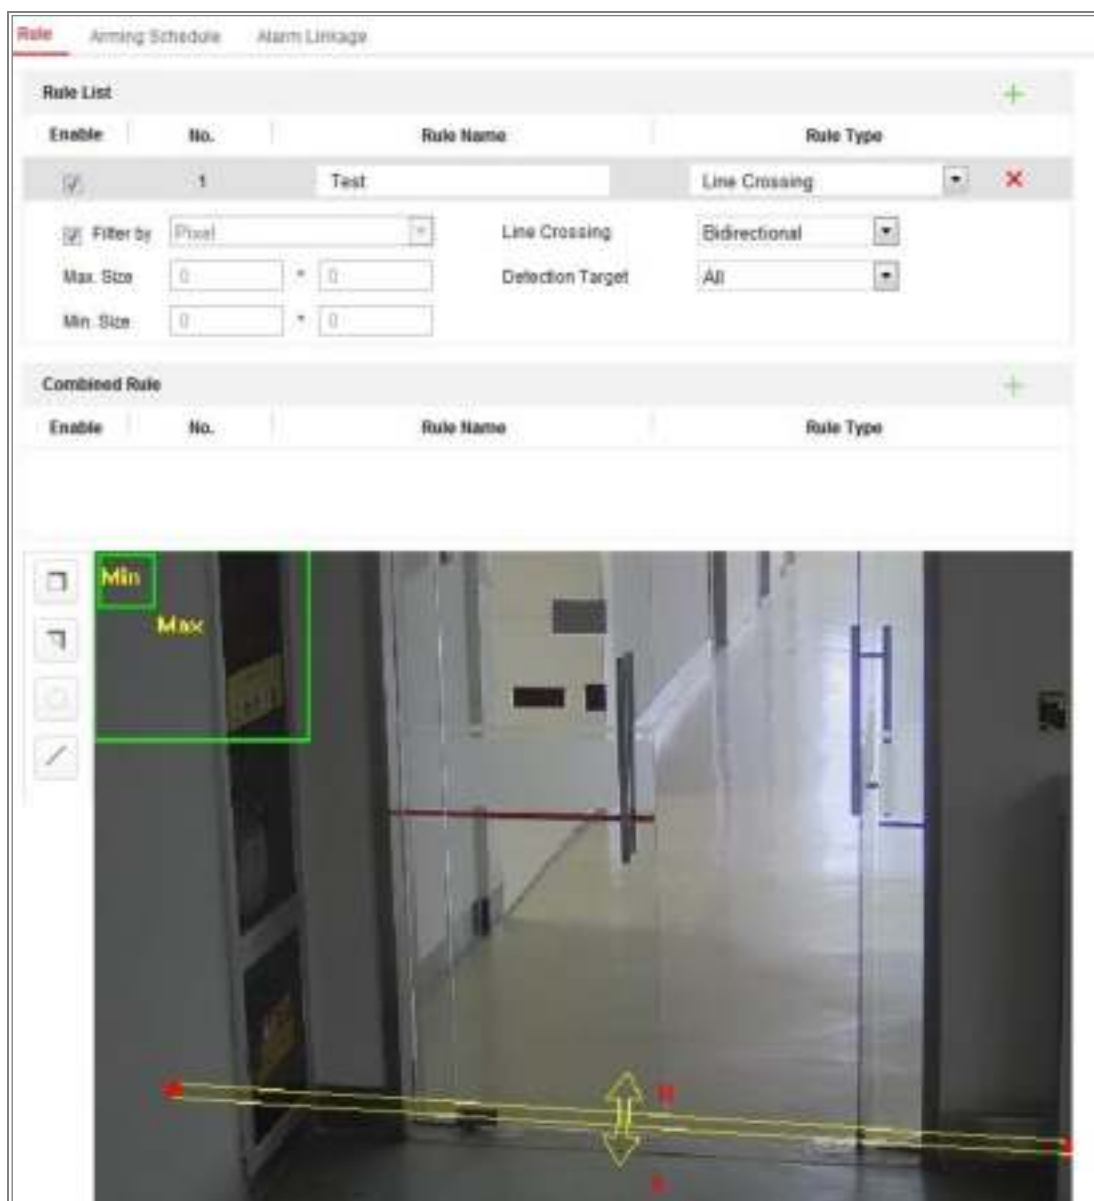 Rule Arming Schedule Alarm Linkage
Rule List
Enable No. Rule Name Rule Type
1 Test Line Crossing
Filter by Pixel Line Crossing Bidirectional
Max. Size 0 * 0 Detection Target All
Min. Size 0 * 0
Combined Rule
Enable No. Rule Name Rule Type
Min
Max